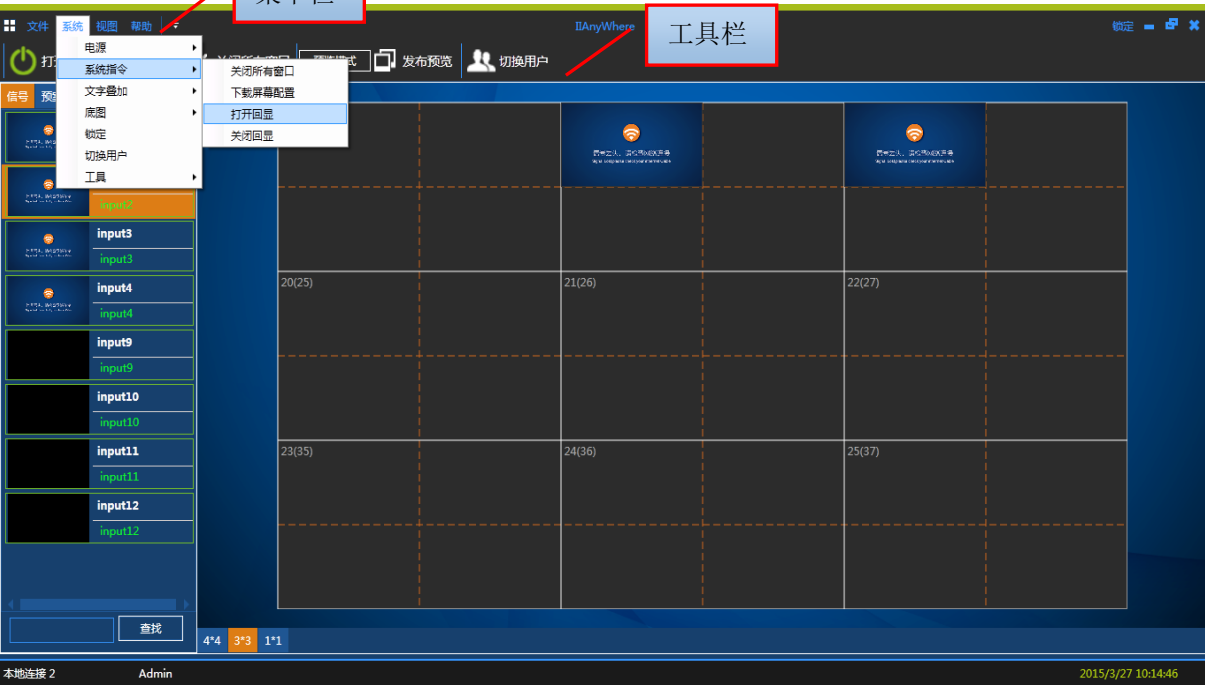 菜单栏
工具栏
文件 系统 视图 帮助
IIAnyWhere
锁定
电源
系统指令
文字叠加
底图
锁定
切换用户
工具
关闭所有窗口
下载屏幕配置
打开回显
关闭回显
发布预览
切换用户
信号
input2
input3
input3
input4
input4
input9
input9
input10
input10
input11
input11
input12
input12
20(25)
21(26)
22(27)
23(35)
24(36)
25(37)
查找
4*4 3*3 1*1
本地连接 2
Admin
2015/3/27 10:14:46